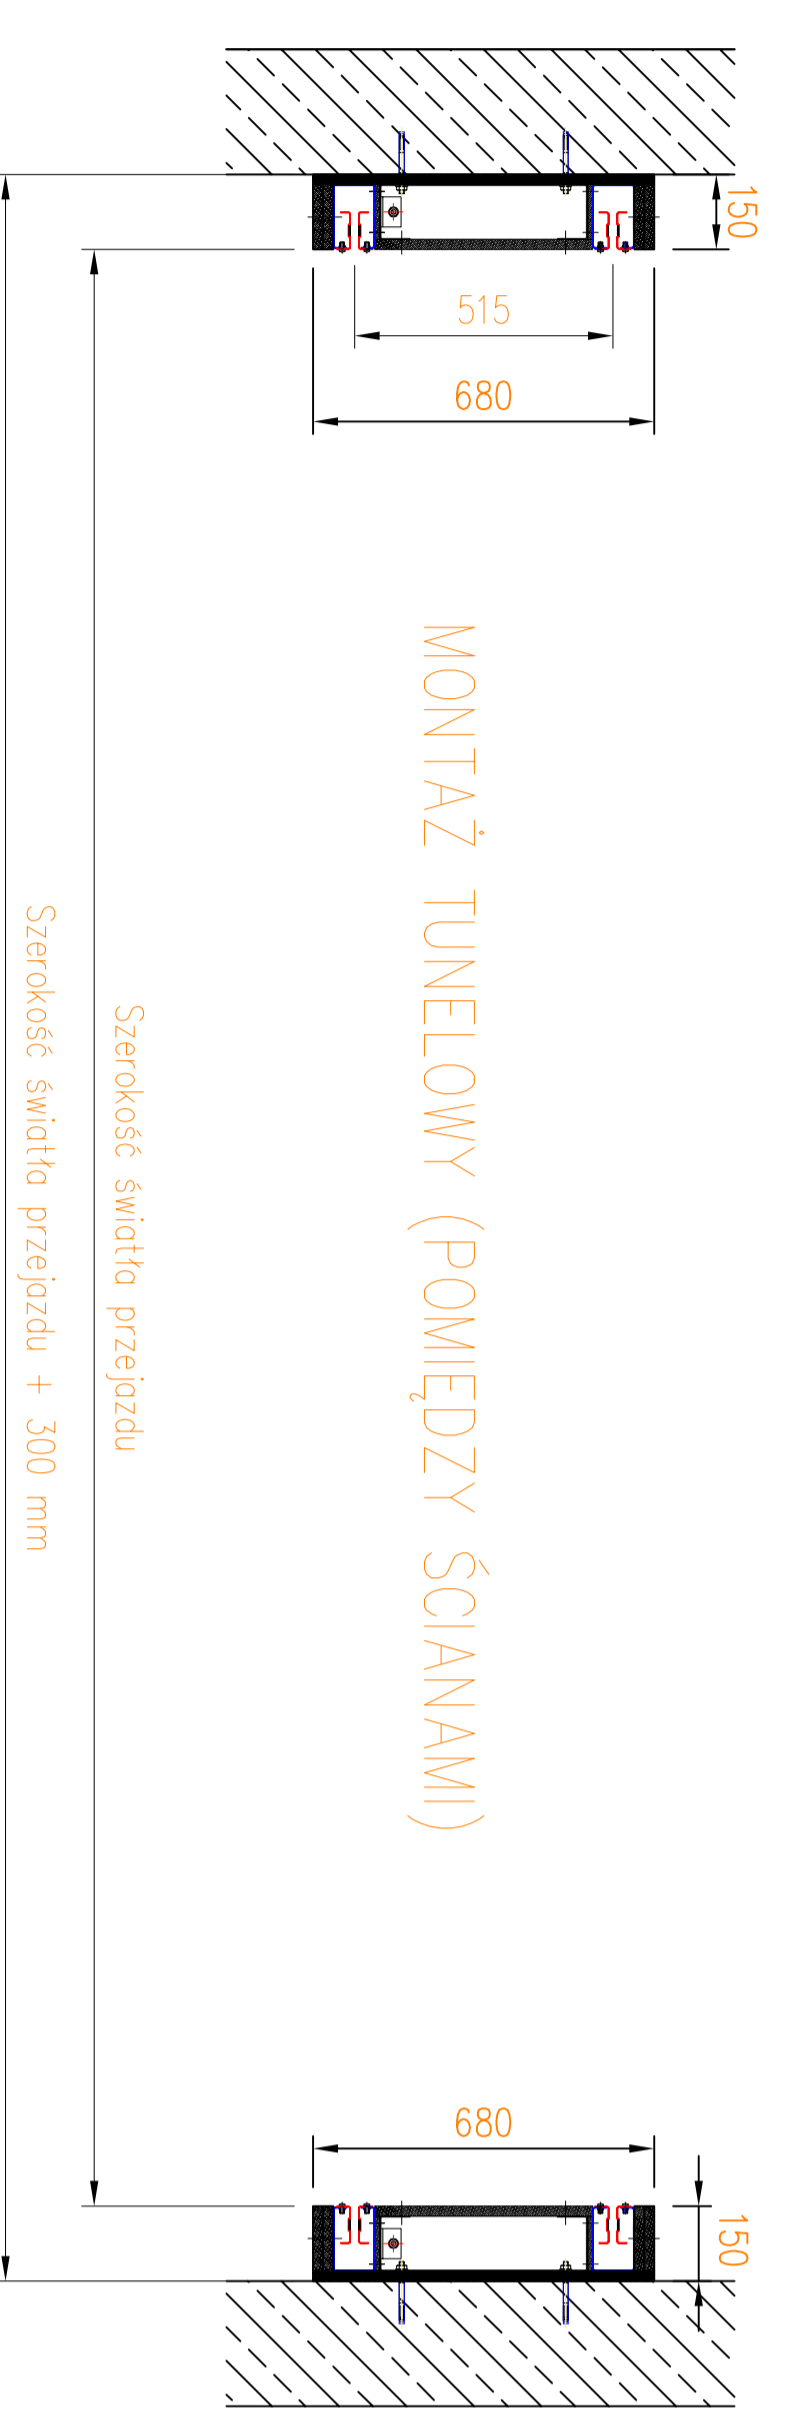 150
515
680
MONTAŻ TUNELOWY (POMIĘDZY ŚCIANAMI)
Szerokość światła przejazdu
Szerokość światła przejazdu + 300 mm
680
150